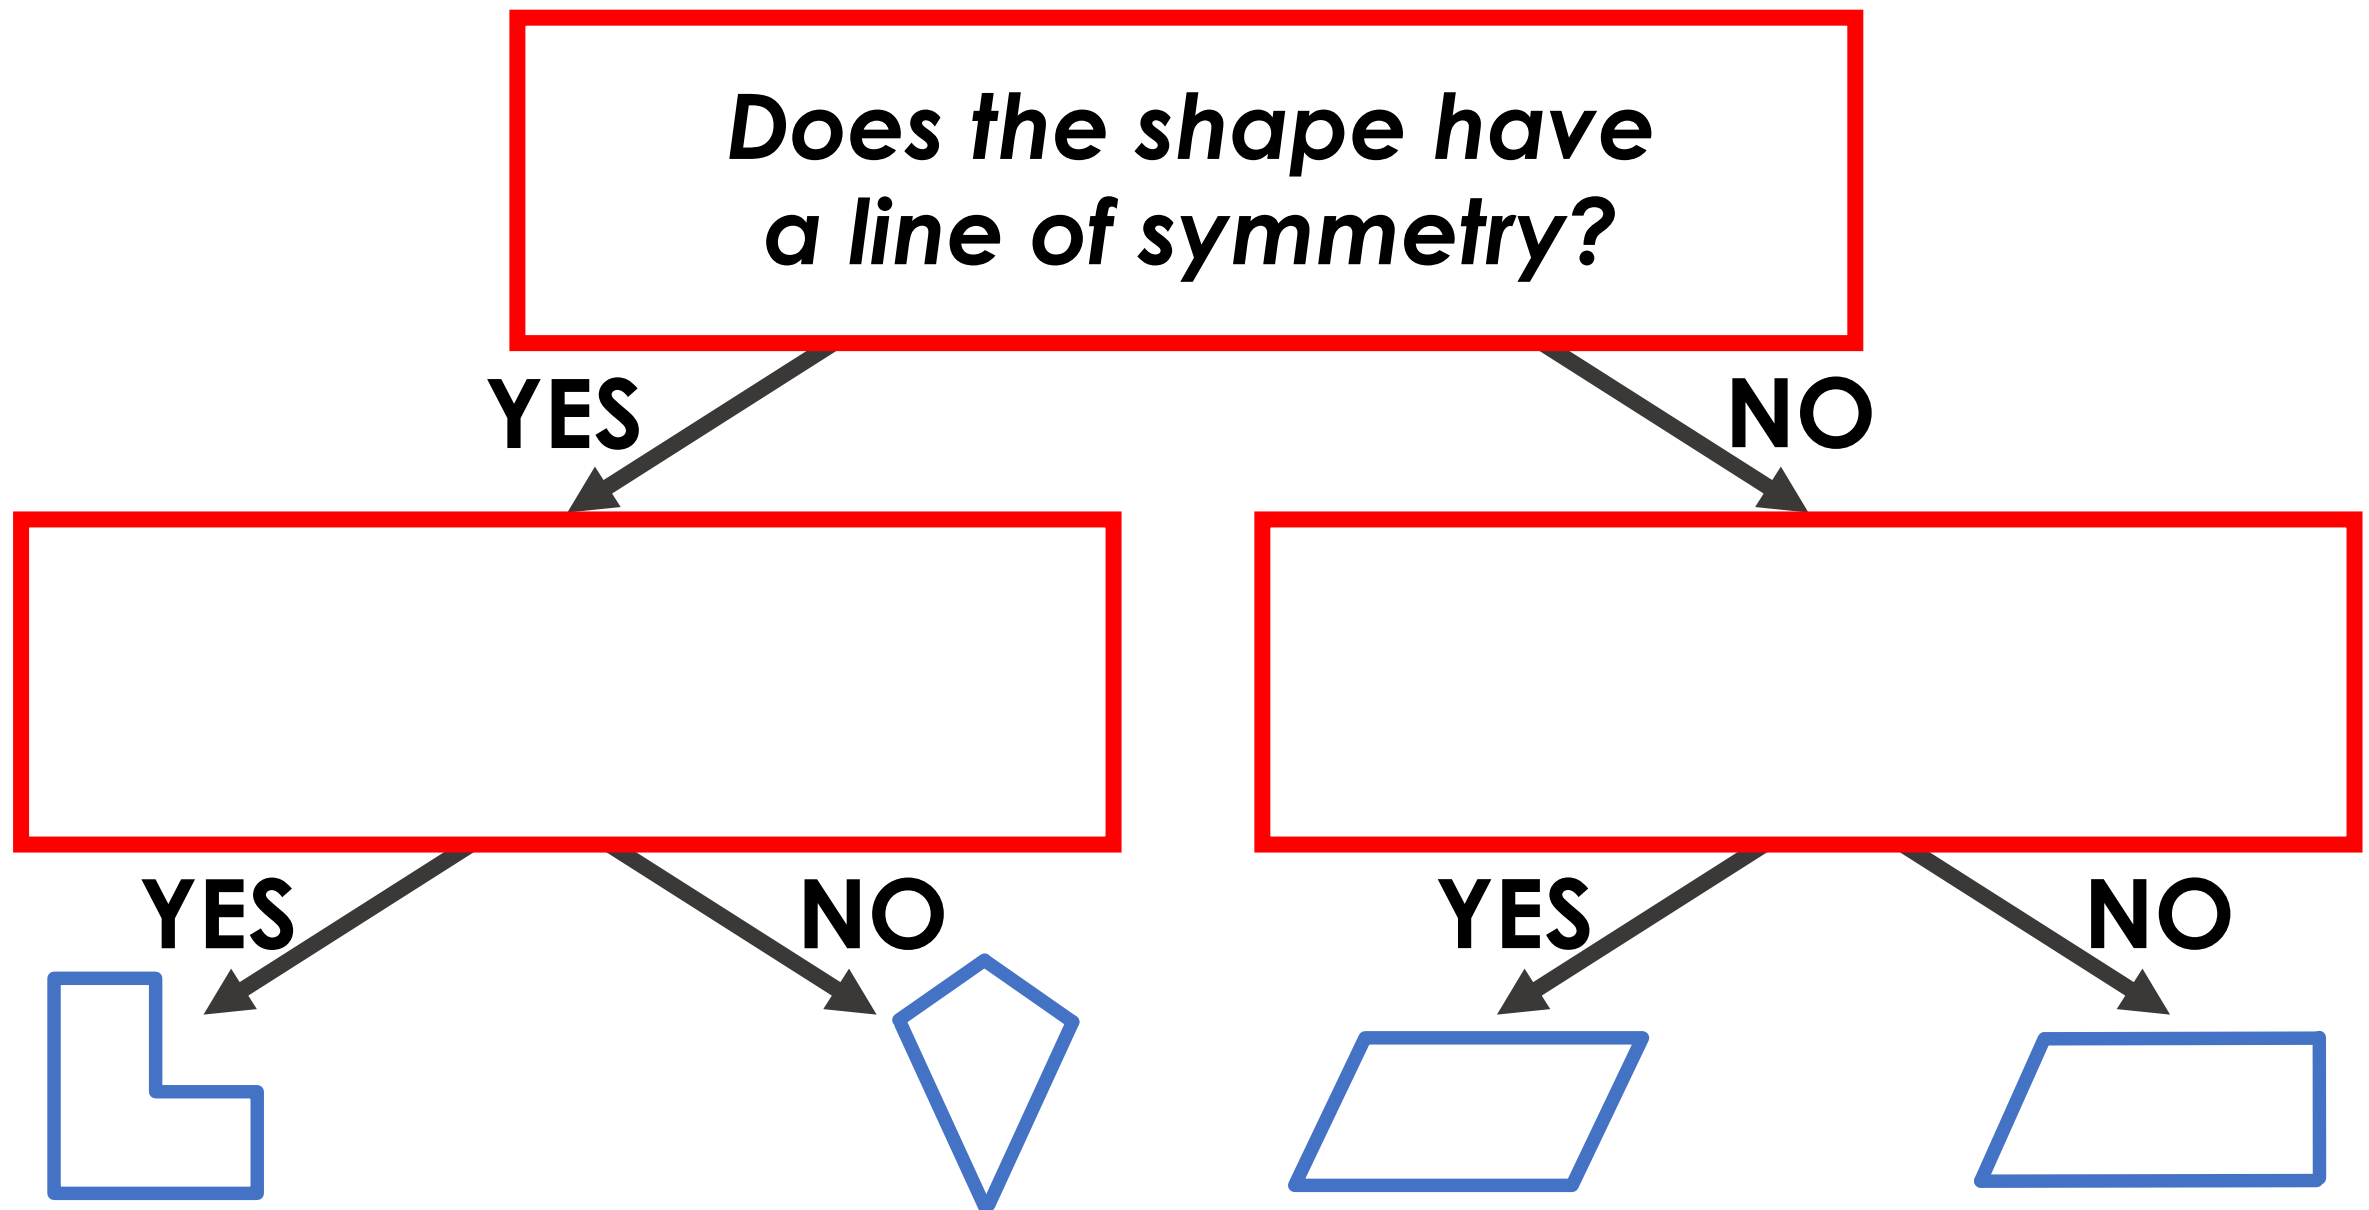 Does the shape have
a line of symmetry?
YES
NO
YES
NO
YES
NO